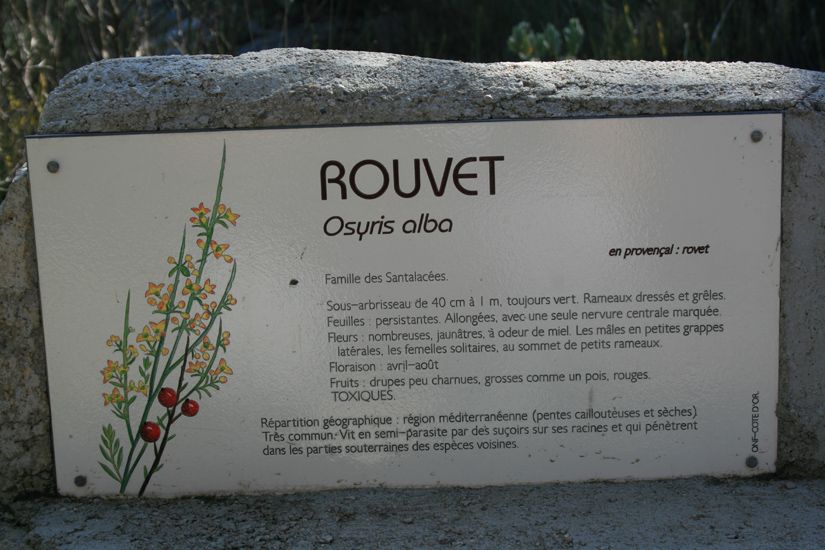 ROUVET
Osyris alba
en provençal : rovet
Famille des Santalacées.
Sous-arbrisseau de 40 cm à 1 m, toujours vert. Rameaux dressés et grêles.
Feuilles : persistantes. Allongées, avec une seule nervure centrale marquée.
Fleurs : nombreuses, jaunâtres, à odeur de miel. Les mâles en petites grappes
latérales, les femelles solitaires, au sommet de petits rameaux.
Floraison : avril-août
Fruits : drupes peu charnues, grosses comme un pois, rouges.
TOXIQUES.
Répartition géographique : région méditerranéenne (pentes caillouteuses et sèches)
Très commun. Vit en semi-parasite par des suçoirs sur ses racines et qui pénètrent
dans les parties souterraines des espèces voisines.
ONF-COTE D'OR